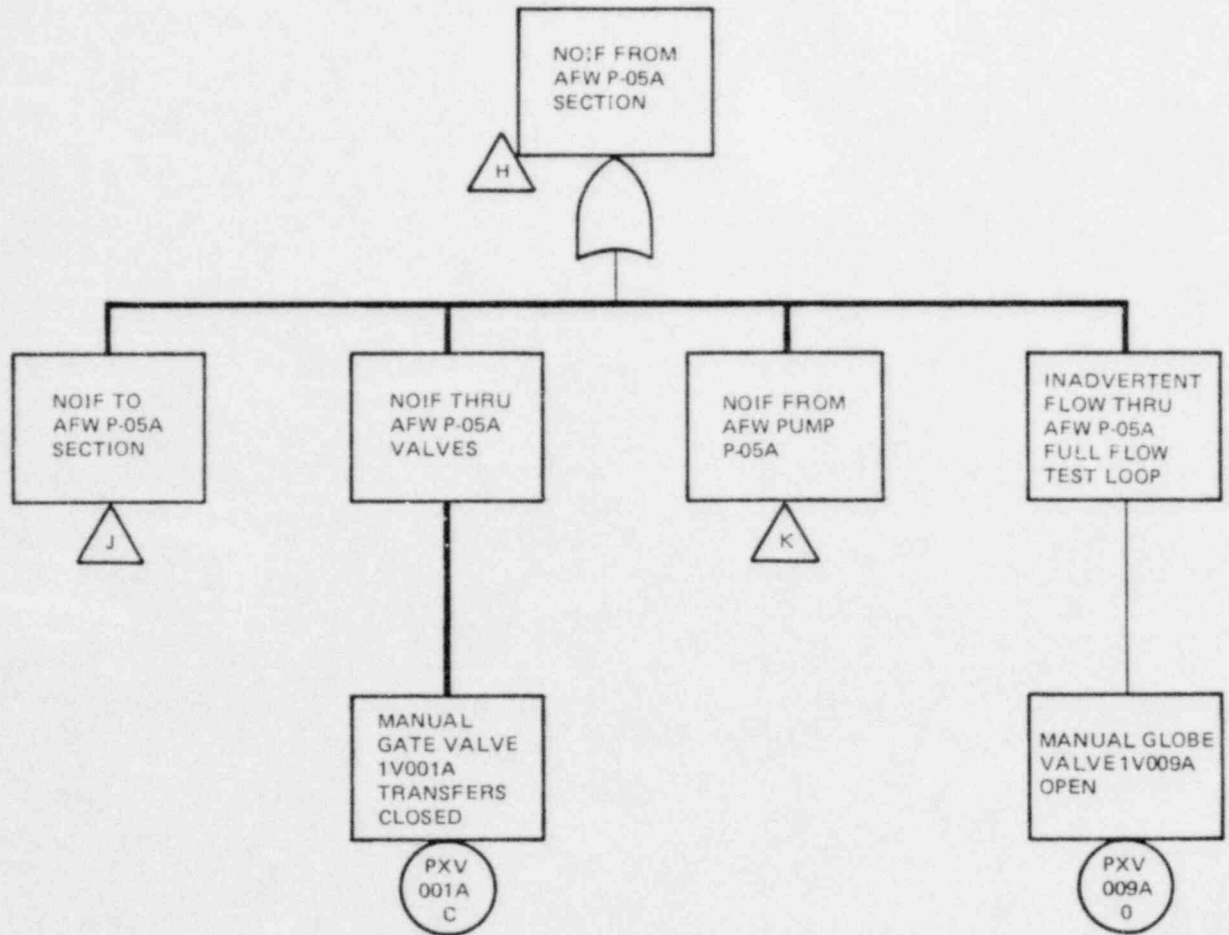 NOIF FROM
AFW P-05A
SECTION
H
NOIF TO
AFW P-05A
SECTION
J
NOIF THRU
AFW P-05A
VALVES
NOIF FROM
AFW PUMP
P-05A
K
INADVERTENT
FLOW THRU
AFW P-05A
FULL FLOW
TEST LOOP
MANUAL
GATE VALVE
1V001A
TRANSFERS
CLOSED
PXV
001A
C
MANUAL GLOBE
VALVE 1V009A
OPEN
PXV
009A
O